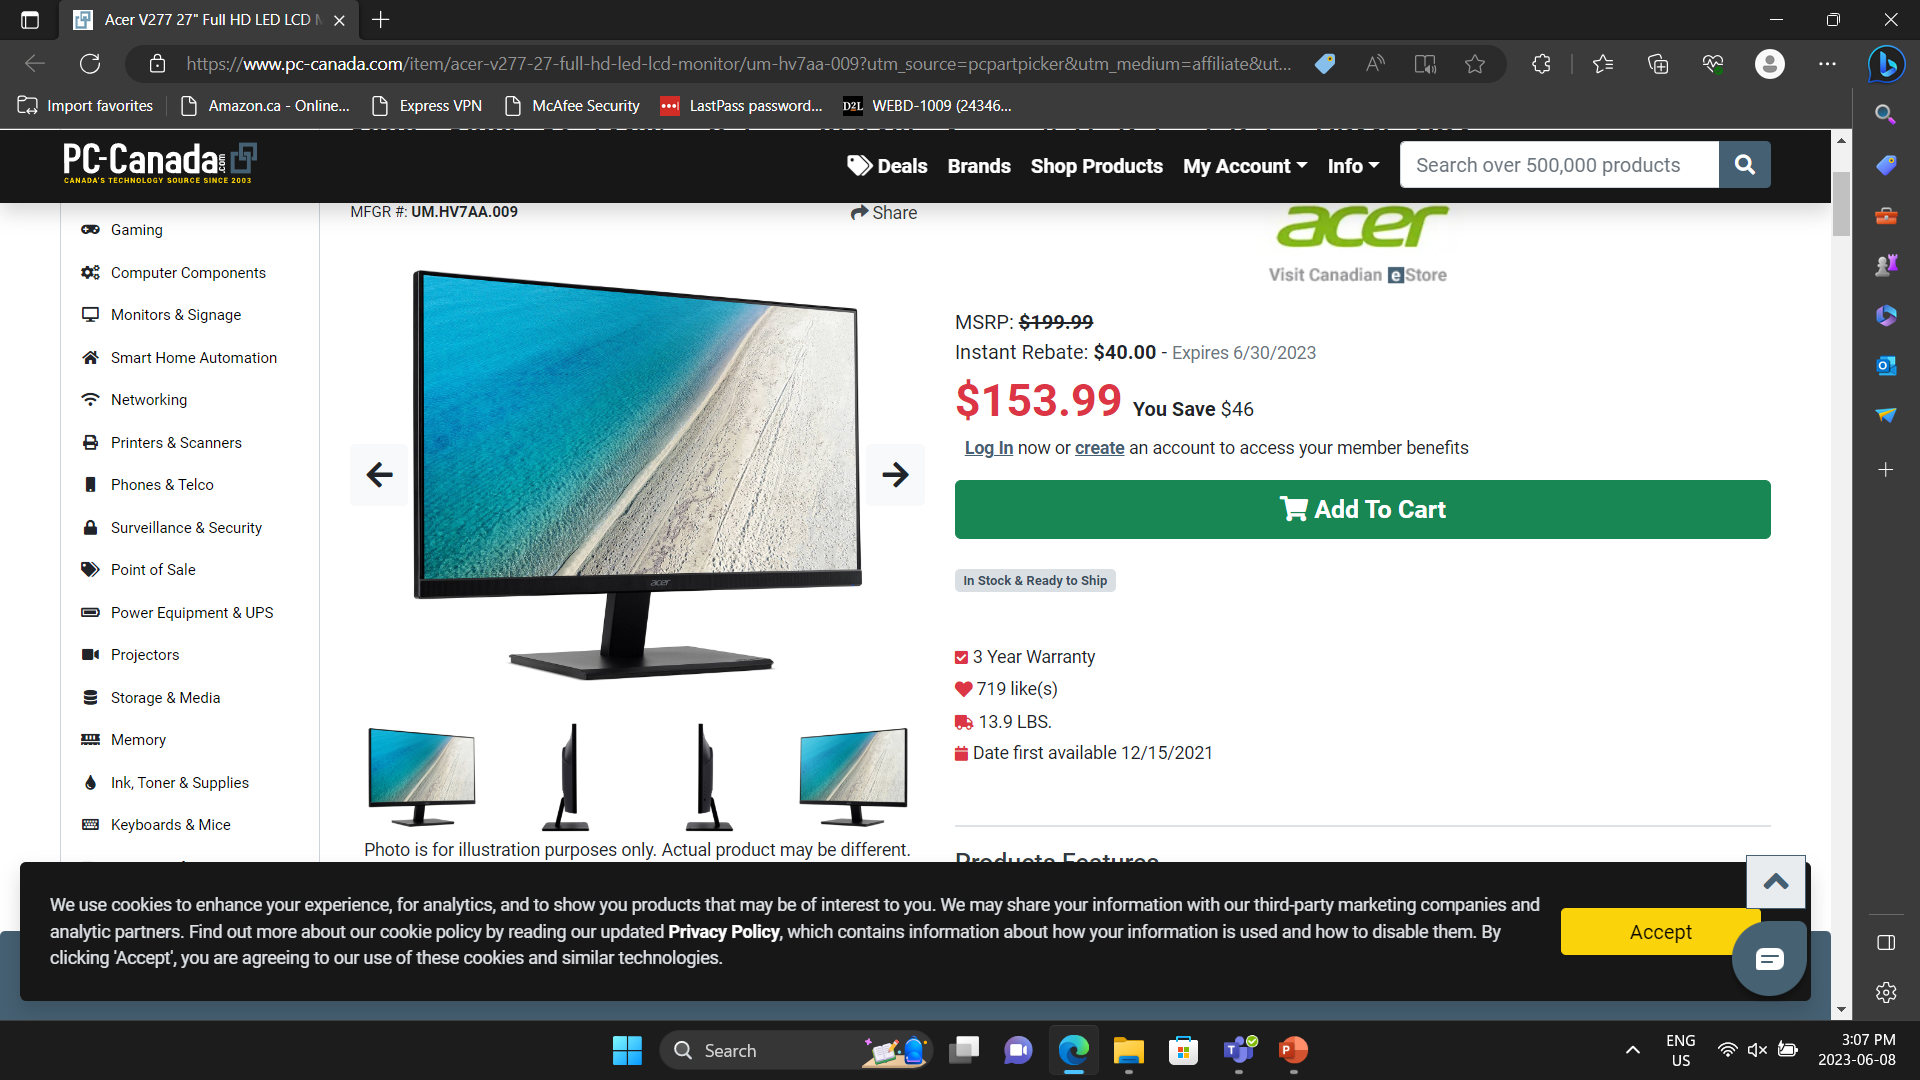 Acer V277 27" Full HD LED LCD
https://www.pc-canada.com/item/acer-v277-27-full-hd-led-lcd-monitor/um-hv7aa-009?utm_source=pcpartpicker&utm_medium=affiliate&ut...
Import favorites
Amazon.ca - Online...
Express VPN
McAfee Security
LastPass password...
D2L WEBD-1009 (24346...
PC-Canada.com
CANADA'S TECHNOLOGY SOURCE SINCE 2003
Deals
Brands
Shop Products
My Account
Info
Search over 500,000 products
Gaming
Computer Components
Monitors & Signage
Smart Home Automation
Networking
Printers & Scanners
Phones & Telco
Surveillance & Security
Point of Sale
Power Equipment & UPS
Projectors
Storage & Media
Memory
Ink, Toner & Supplies
Keyboards & Mice
MFGR #: UM.HV7AA.009
Share
acer
Photo is for illustration purposes only. Actual product may be different.
acer
Visit Canadian eStore
MSRP: $199.99
Instant Rebate: $40.00 - Expires 6/30/2023
$153.99 You Save $46
Log In now or create an account to access your member benefits
Add To Cart
In Stock & Ready to Ship
3 Year Warranty
719 like(s)
13.9 LBS.
Date first available 12/15/2021
Products Features
We use cookies to enhance your experience, for analytics, and to show you products that may be of interest to you. We may share your information with our third-party marketing companies and
analytic partners. Find out more about our cookie policy by reading our updated Privacy Policy, which contains information about how your information is used and how to disable them. By
clicking 'Accept', you are agreeing to our use of these cookies and similar technologies.
Accept
Search
ENG
US
3:07 PM
2023-06-08